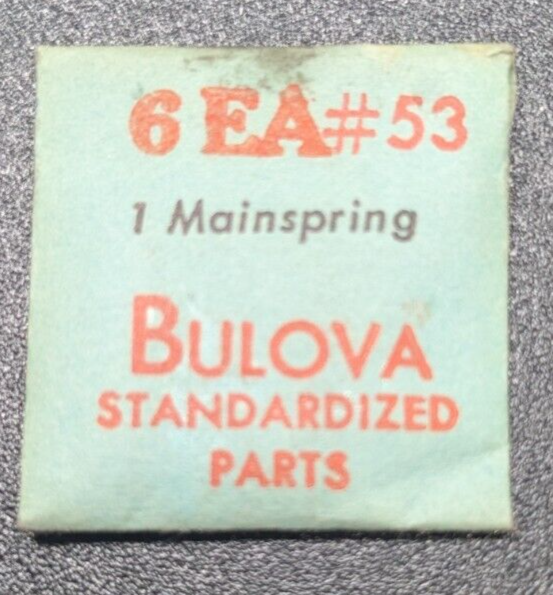 6 EA#53
1 Mainspring
BULOVA
STANDARDIZED
PARTS